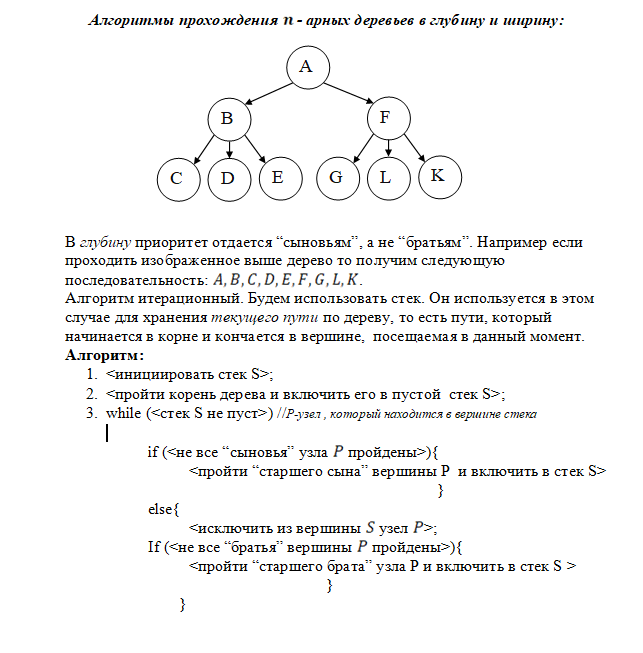 Алгоритмы прохождения n - арных деревьев в глубину и ширину:
A
B F
C D E G L K
В глубину приоритет отдается “сыновьям”, а не “братьям”. Например если
проходить изображенное выше дерево то получим следующую
последовательность: A, B, C, D, E, F, G, L, K.
Алгоритм итерационный. Будем использовать стек. Он используется в этом
случае для хранения текущего пути по дереву, то есть пути, который
начинается в корне и кончается в вершине, посещаемая в данный момент.
Алгоритм:
1. <инициировать стек S>;
2. <пройти корень дерева и включить его в пустой стек S>;
3. while (<стек S не пуст>) //P-узел , который находится в вершине стека
if (<не все “сыновья” узла P пройдены>){
<пройти “старшего сына” вершины P и включить в стек S>
}
else{
<исключить из вершины S узел P>;
If (<не все “братья” вершины P пройдены>){
<пройти “старшего брата” узла P и включить в стек S >
}
}